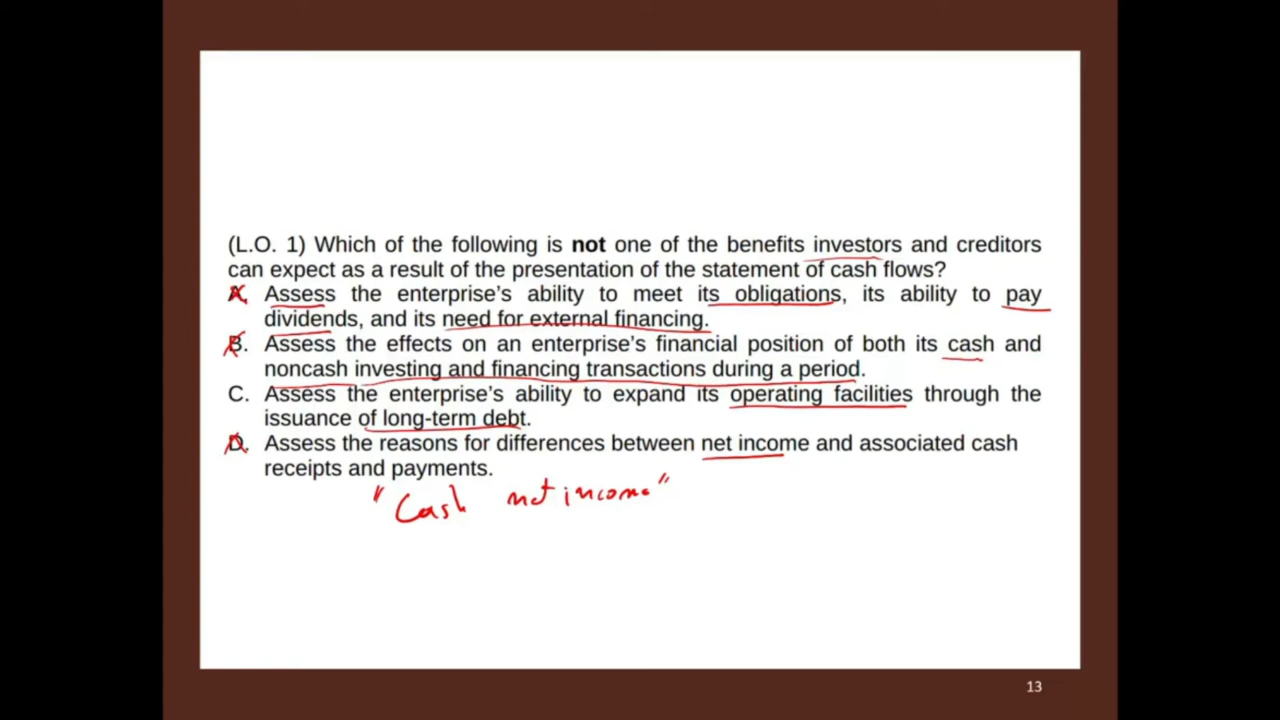 (L.O. 1) Which of the following is not one of the benefits investors and creditors
can expect as a result of the presentation of the statement of cash flows?
A. Assess the enterprise’s ability to meet its obligations, its ability to pay
dividends, and its need for external financing.
B. Assess the effects on an enterprise’s financial position of both its cash and
noncash investing and financing transactions during a period.
C. Assess the enterprise’s ability to expand its operating facilities through the
issuance of long-term debt.
D. Assess the reasons for differences between net income and associated cash
receipts and payments.
"Cash net income"
13